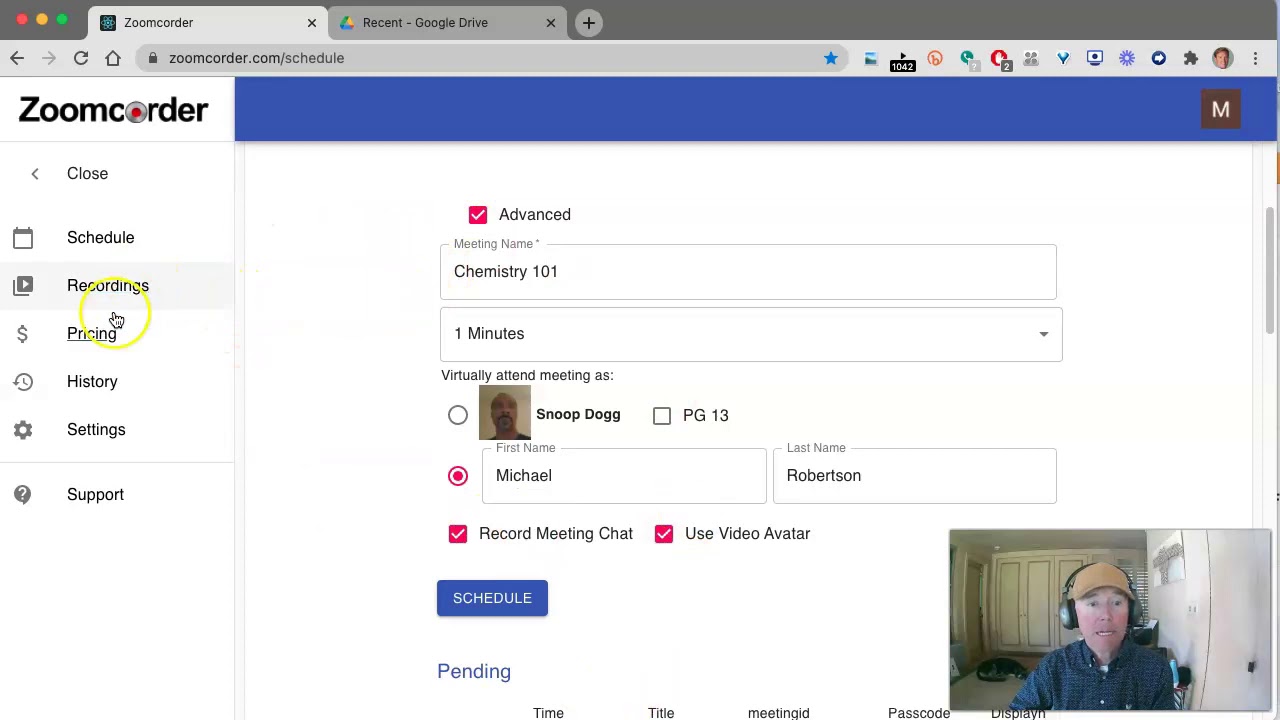 Zoomcorder
Recent - Google Drive
zoomcorder.com/schedule
1042
?
2
Zoomcorder
M
Close
Schedule
Recordings
Pricing
History
Settings
Support
Advanced
Meeting Name *
Chemistry 101
1 Minutes
Virtually attend meeting as:
Snoop Dogg
PG 13
First Name
Michael
Last Name
Robertson
Record Meeting Chat
Use Video Avatar
SCHEDULE
Pending
Time Title meetingid Passcode Displayn